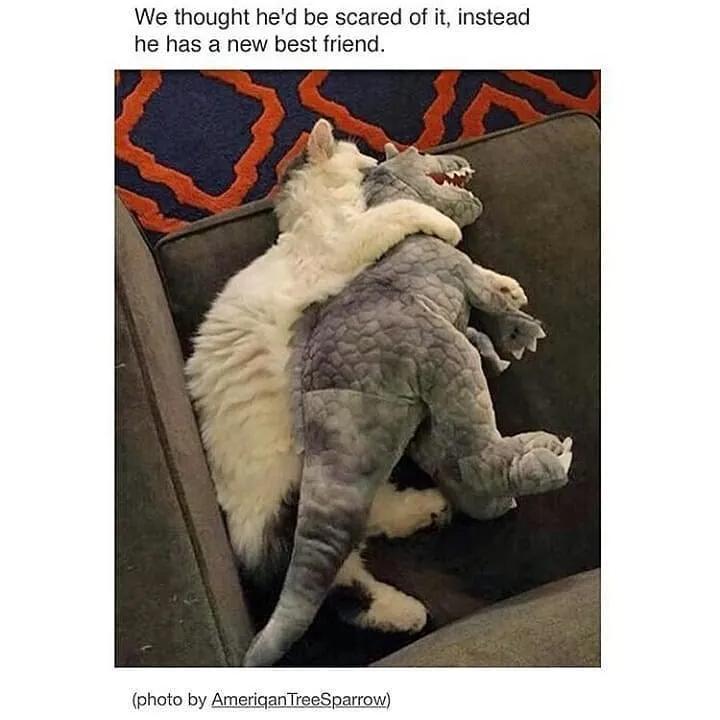 We thought he'd be scared of it, instead
he has a new best friend.
(photo by AmeriqanTreeSparrow)